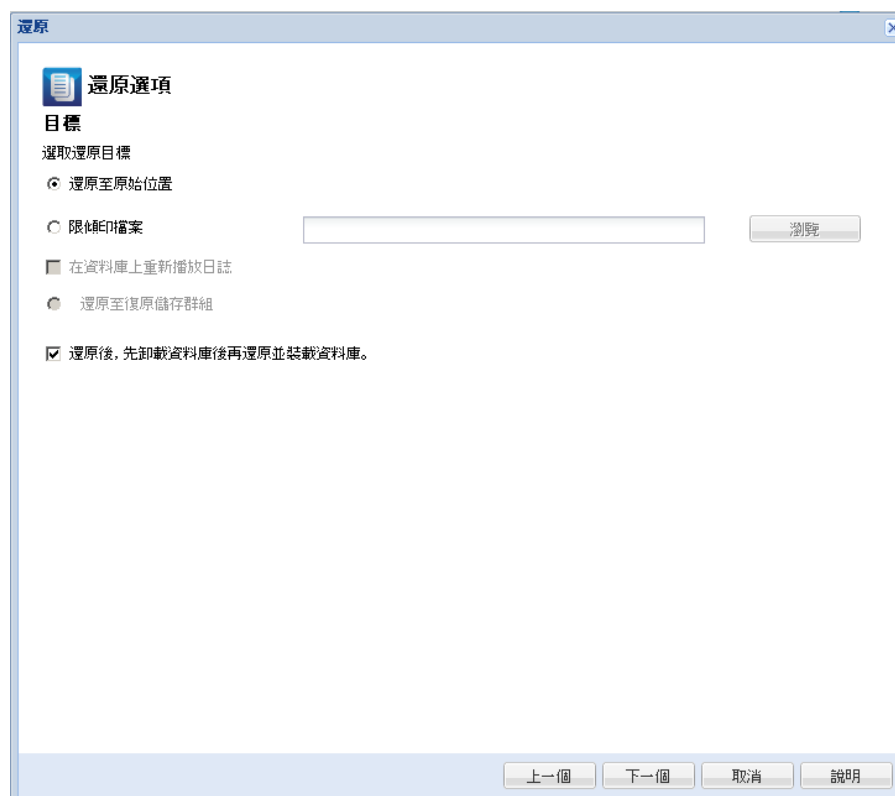 還原
還原選項
目標
選取還原目標
還原至原始位置
限傾印檔案
瀏覽
在資料庫上重新播放日誌
還原至復原儲存群組
還原後, 先卸載資料庫後再還原並裝載資料庫。
上一個
下一個
取消
說明